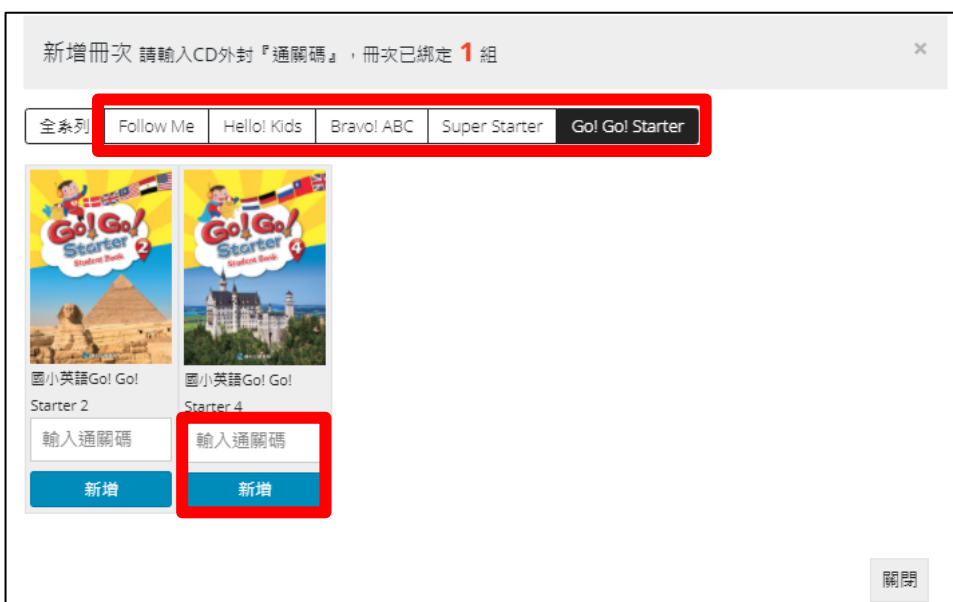 新增冊次 請輸入CD外封『通關碼』，冊次已綁定 1 組
×
全系列 Follow Me Hello! Kids Bravo! ABC Super Starter Go! Go! Starter
Go! Go!
Starter 2
Student Book
Go! Go!
Starter 4
Student Book
國小英語Go! Go!
Starter 2
國小英語Go! Go!
Starter 4
輸入通關碼
輸入通關碼
新增
新增
關閉